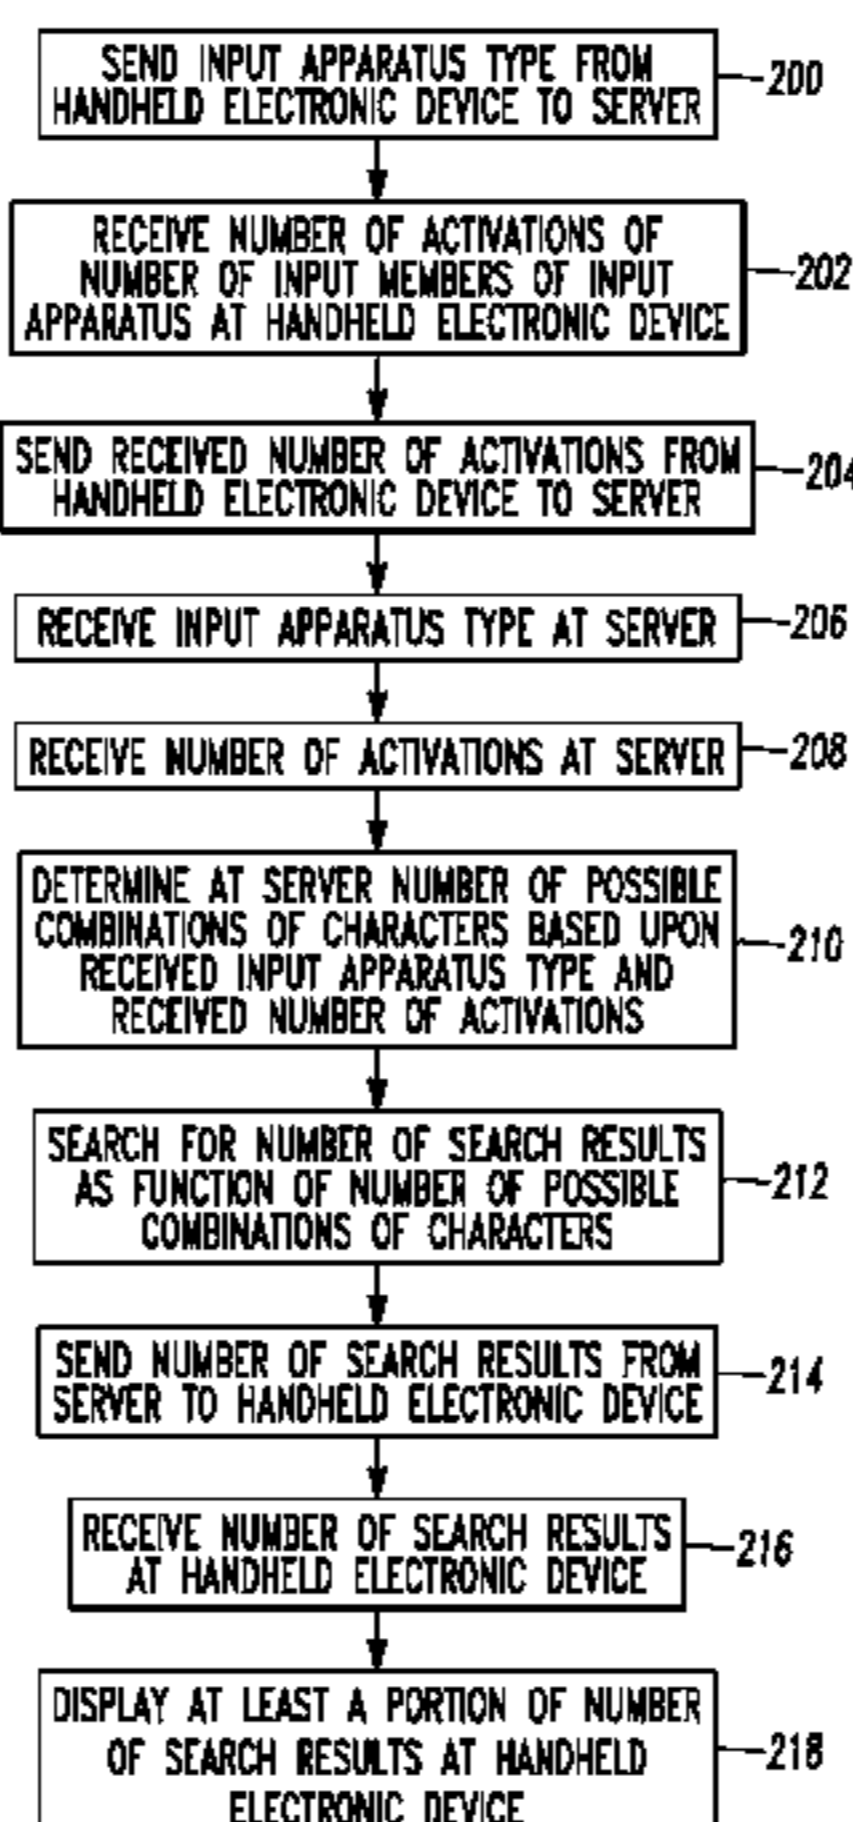 SEND INPUT APPARATUS TYPE FROM
HANDHELD ELECTRONIC DEVICE TO SERVER
200
RECEIVE NUMBER OF ACTIVATIONS OF
NUMBER OF INPUT MEMBERS OF INPUT
APPARATUS AT HANDHELD ELECTRONIC DEVICE
202
SEND RECEIVED NUMBER OF ACTIVATIONS FROM
HANDHELD ELECTRONIC DEVICE TO SERVER
204
RECEIVE INPUT APPARATUS TYPE AT SERVER
206
RECEIVE NUMBER OF ACTIVATIONS AT SERVER
208
DETERMINE AT SERVER NUMBER OF POSSIBLE
COMBINATIONS OF CHARACTERS BASED UPON
RECEIVED INPUT APPARATUS TYPE AND
RECEIVED NUMBER OF ACTIVATIONS
210
SEARCH FOR NUMBER OF SEARCH RESULTS
AS FUNCTION OF NUMBER OF POSSIBLE
COMBINATIONS OF CHARACTERS
212
SEND NUMBER OF SEARCH RESULTS FROM
SERVER TO HANDHELD ELECTRONIC DEVICE
214
RECEIVE NUMBER OF SEARCH RESULTS
AT HANDHELD ELECTRONIC DEVICE
216
DISPLAY AT LEAST A PORTION OF NUMBER
OF SEARCH RESULTS AT HANDHELD
ELECTRONIC DEVICE
218